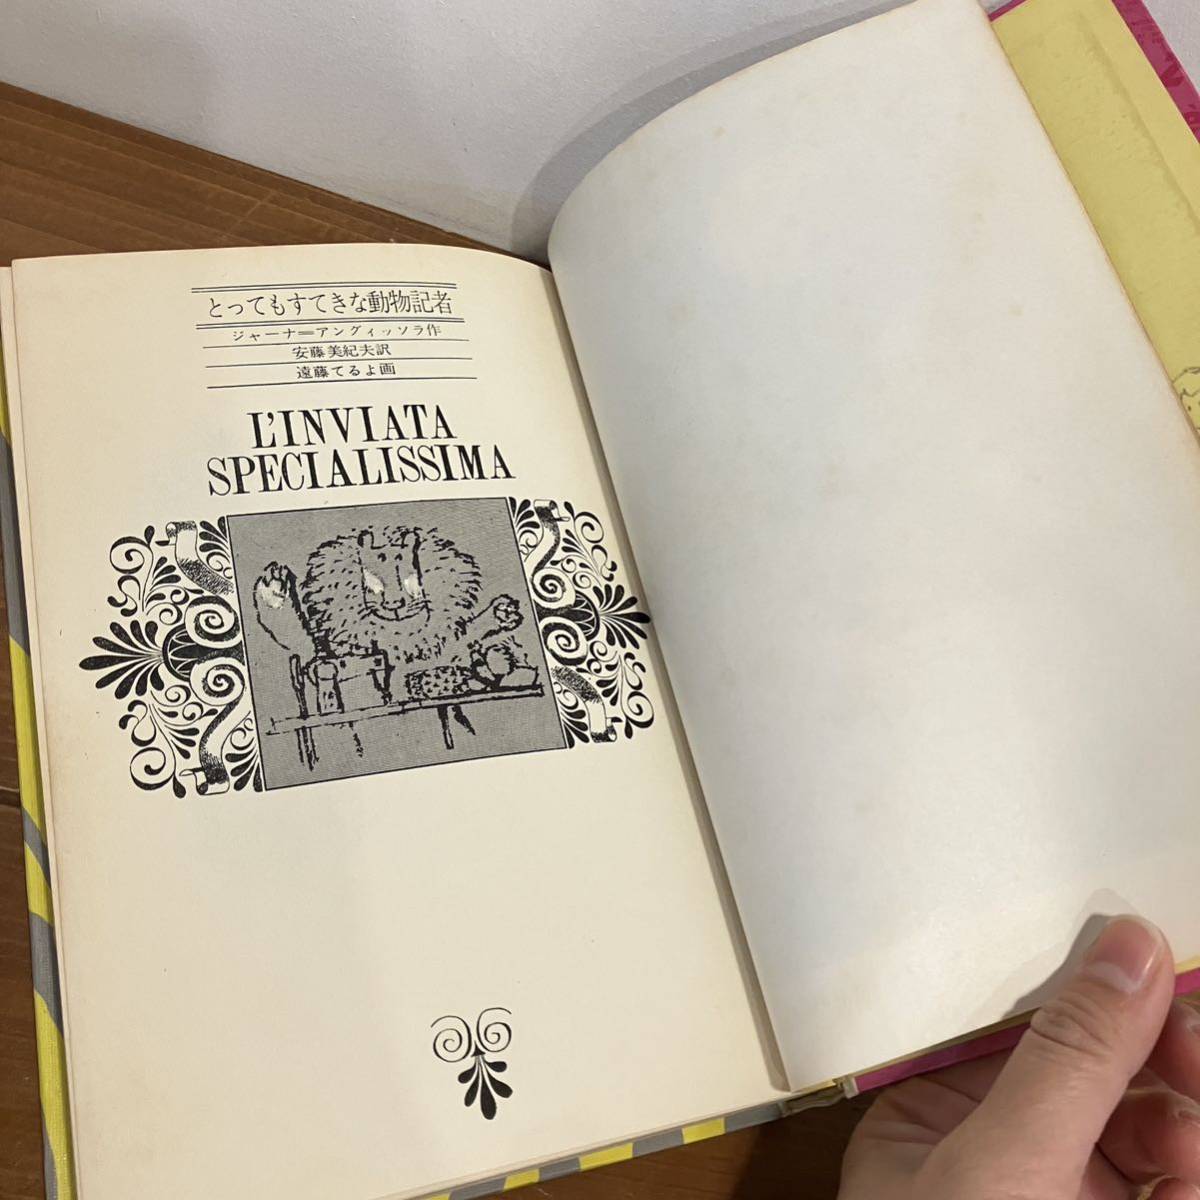 とってもすてきな動物記者
ジャーナ＝アングィッソラ作
安藤美紀夫訳
遠藤てるよ画
L'INVIATA
SPECIALISSIMA